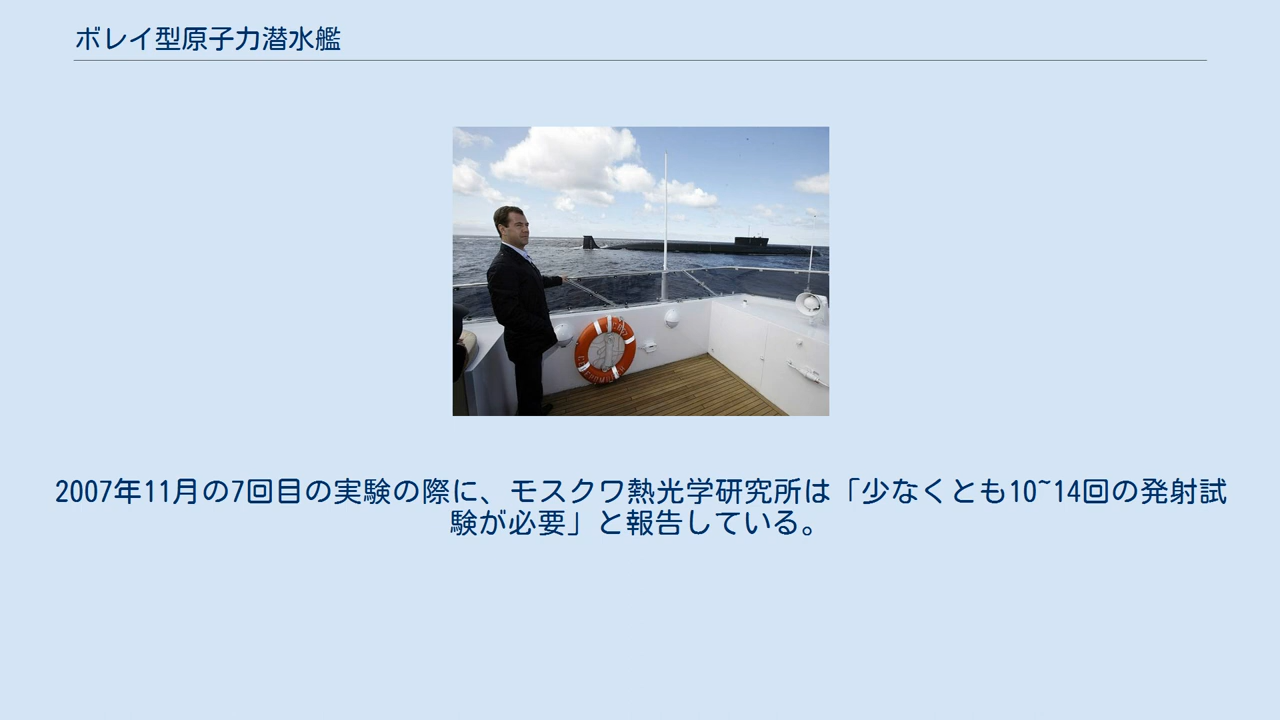 ボレイ型原子力潜水艦
2007年11月の7回目の実験の際に、モスクワ熱光学研究所は「少なくとも10~14回の発射試
験が必要」と報告している。